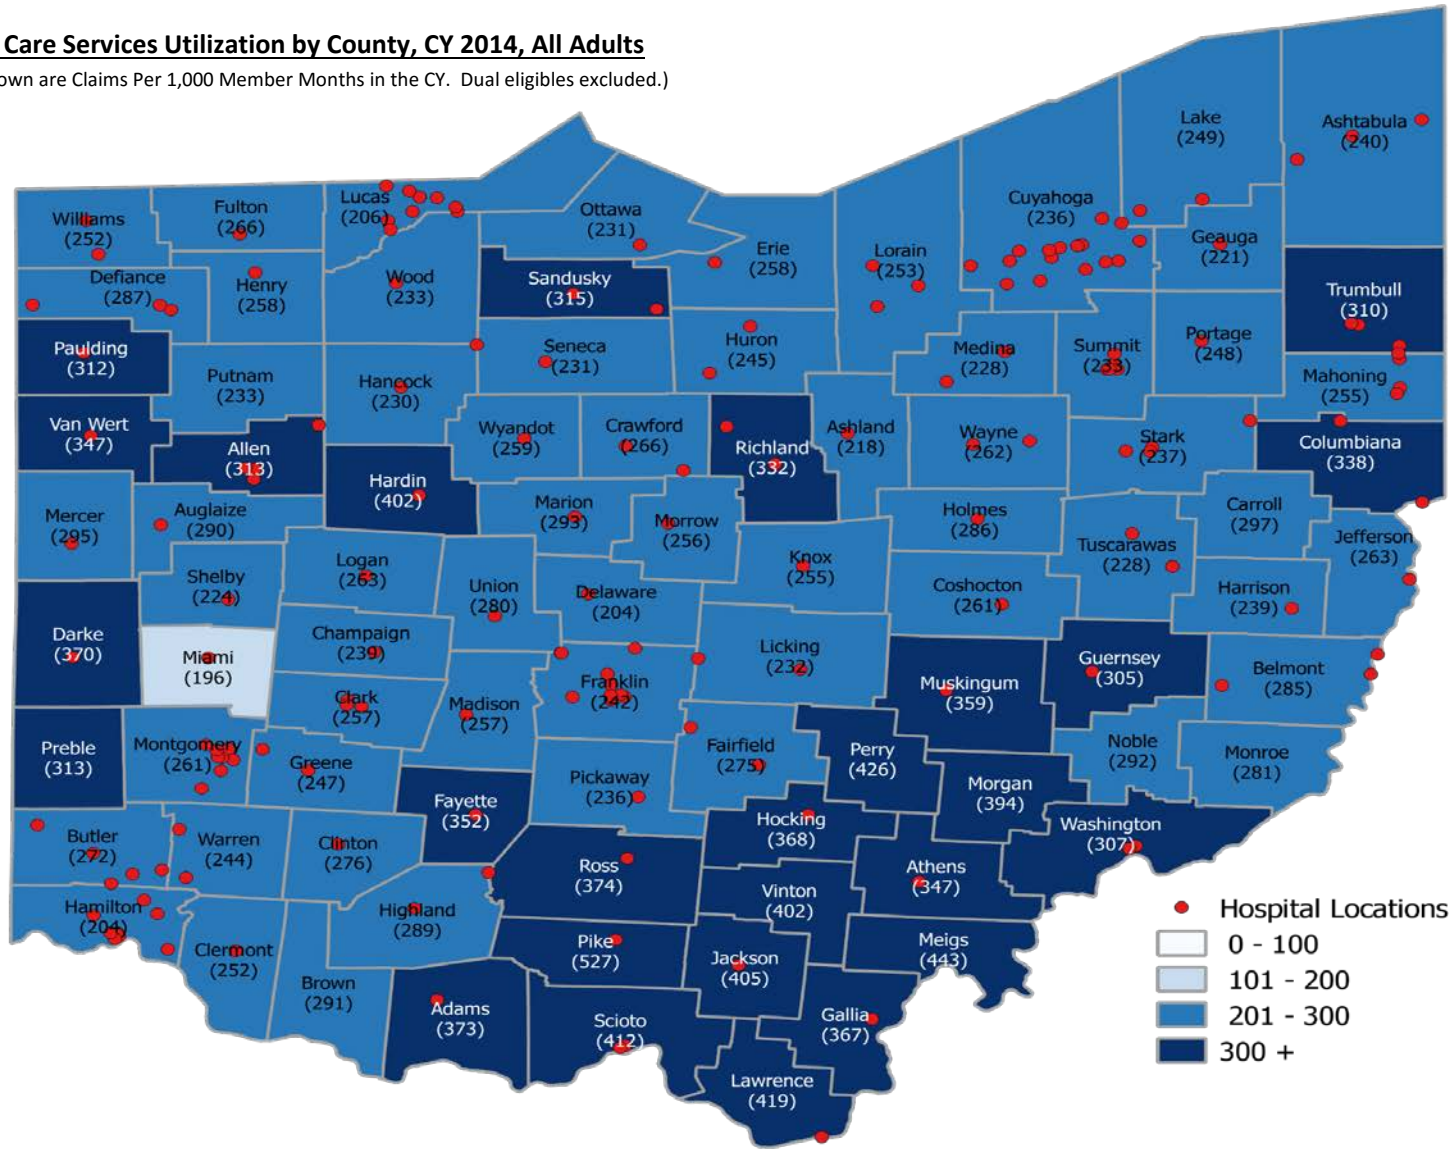 Care Services Utilization by County, CY 2014, All Adults
own are Claims Per 1,000 Member Months in the CY.  Dual eligibles excluded.)
Lake
(249)
Ashtabula
(240)
Williams
(252)
Fulton
(266)
Lucas
(206)
Ottawa
(231)
Erie
(258)
Lorain
(253)
Cuyahoga
(236)
Geauga
(221)
Trumbull
(310)
Defiance
(287)
Henry
(258)
Wood
(233)
Sandusky
(315)
Paulding
(312)
Putnam
(233)
Hancock
(230)
Seneca
(231)
Huron
(245)
Medina
(228)
Summit
(233)
Portage
(248)
Mahoning
(255)
Van Wert
(347)
Allen
(313)
Hardin
(402)
Wyandot
(259)
Crawford
(266)
Richland
(332)
Ashland
(218)
Wayne
(262)
Stark
(237)
Columbiana
(338)
Mercer
(295)
Auglaize
(290)
Marion
(293)
Morrow
(256)
Holmes
(286)
Tuscarawas
(228)
Carroll
(297)
Jefferson
(263)
Shelby
(224)
Logan
(263)
Union
(280)
Delaware
(204)
Knox
(255)
Coshocton
(261)
Harrison
(239)
Darke
(370)
Miami
(196)
Champaign
(239)
Clark
(257)
Madison
(257)
Franklin
(242)
Licking
(232)
Muskingum
(359)
Guernsey
(305)
Belmont
(285)
Preble
(313)
Montgomery
(261)
Greene
(247)
Fayette
(352)
Pickaway
(236)
Fairfield
(275)
Perry
(426)
Morgan
(394)
Noble
(292)
Monroe
(281)
Butler
(272)
Warren
(244)
Clinton
(276)
Ross
(374)
Hocking
(368)
Athens
(347)
Washington
(307)
Hamilton
(204)
Clermont
(252)
Highland
(289)
Brown
(291)
Pike
(527)
Vinton
(402)
Jackson
(405)
Meigs
(443)
Adams
(373)
Scioto
(412)
Gallia
(367)
Lawrence
(419)
Hospital Locations
0 - 100
101 - 200
201 - 300
300 +